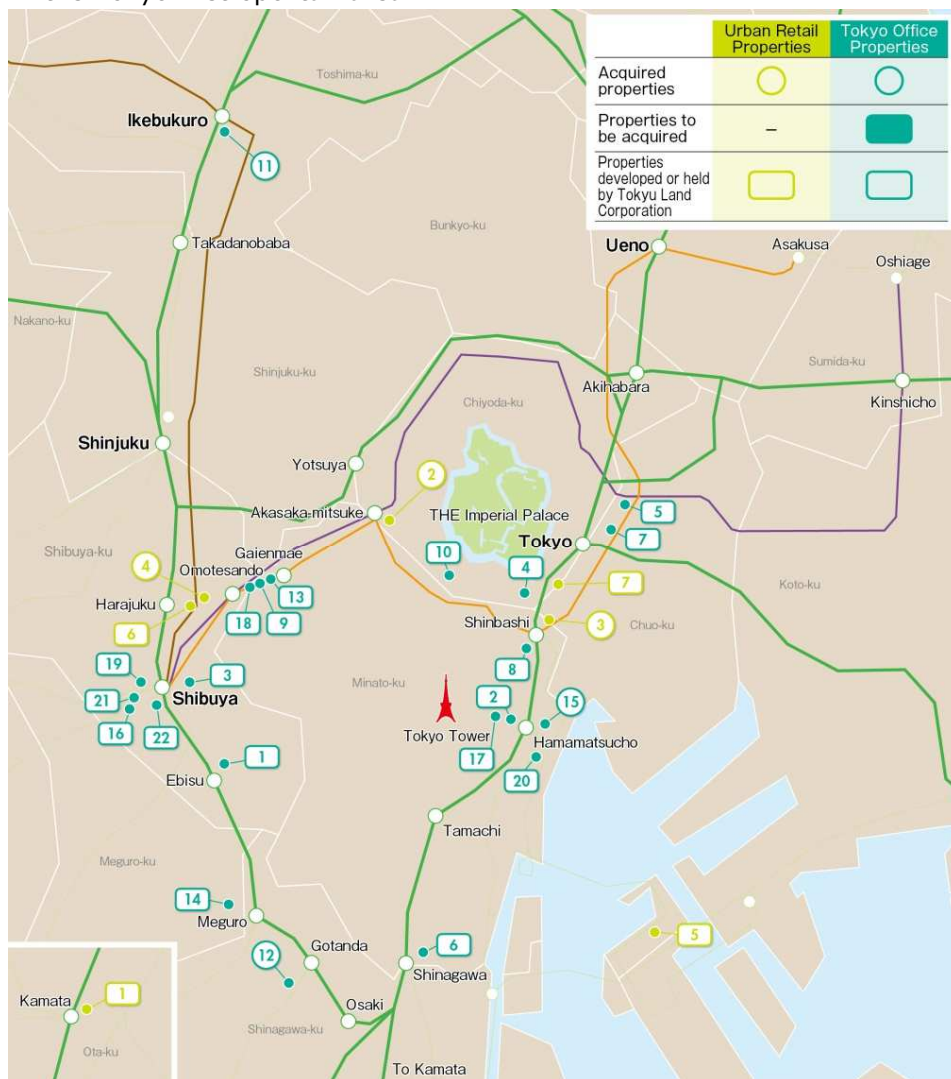 Urban Retail Properties
Tokyo Office Properties
Acquired properties
Properties to be acquired
–
Properties developed or held by Tokyu Land Corporation
Toshima-ku
Ikebukuro
11
Bunkyo-ku
Takadanobaba
Ueno
Asakusa
Oshiage
Nakano-ku
Shinjuku-ku
Sumida-ku
Akihabara
Chiyoda-ku
Kinshicho
Shinjuku
Yotsuya
2
Akasaka-mitsuke
THE Imperial Palace
5
Tokyo
7
Shibuya-ku
Gaienmae
Omotesando
10
4
4
13
7
Koto-ku
Harajuku
6
18
9
Shinbashi
3
Chuo-ku
8
19
3
Minato-ku
21
Shibuya
2
15
16
22
Tokyo Tower
17
Hamamatsucho
1
20
Ebisu
Tamachi
Meguro-ku
14
Meguro
5
12
Gotanda
6
Shinagawa
Kamata
1
Osaki
Shinagawa-ku
Ota-ku
To Kamata